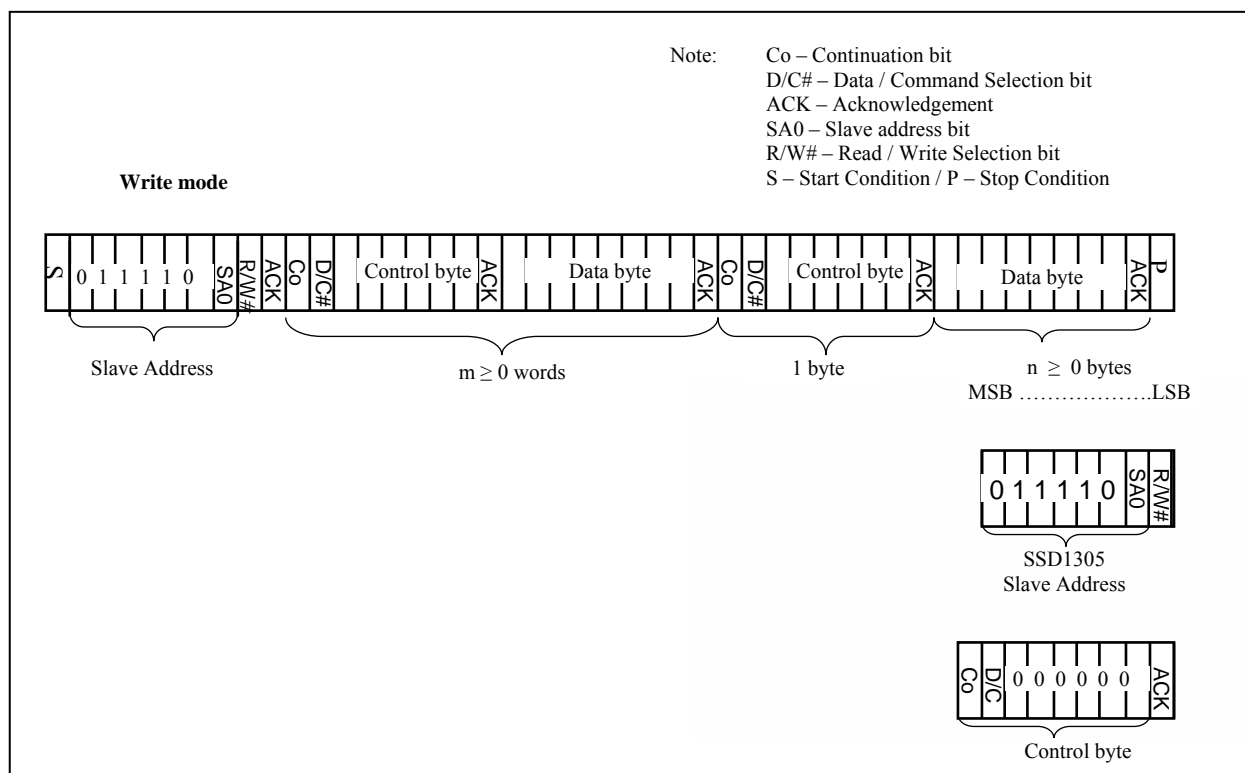 Note: Co – Continuation bit
D/C# – Data / Command Selection bit
ACK – Acknowledgement
SA0 – Slave address bit
R/W# – Read / Write Selection bit
S – Start Condition / P – Stop Condition
Write mode
S 0 1 1 1 1 0 SA0 R/W# ACK Co D/C# Control byte ACK Data byte ACK Co D/C# Control byte ACK Data byte ACK P
Slave Address m ≥ 0 words 1 byte n ≥ 0 bytes
MSB ………………..LSB
0 1 1 1 1 0 SA0 R/W#
SSD1305
Slave Address
Co D/C 0 0 0 0 0 0 ACK
Control byte